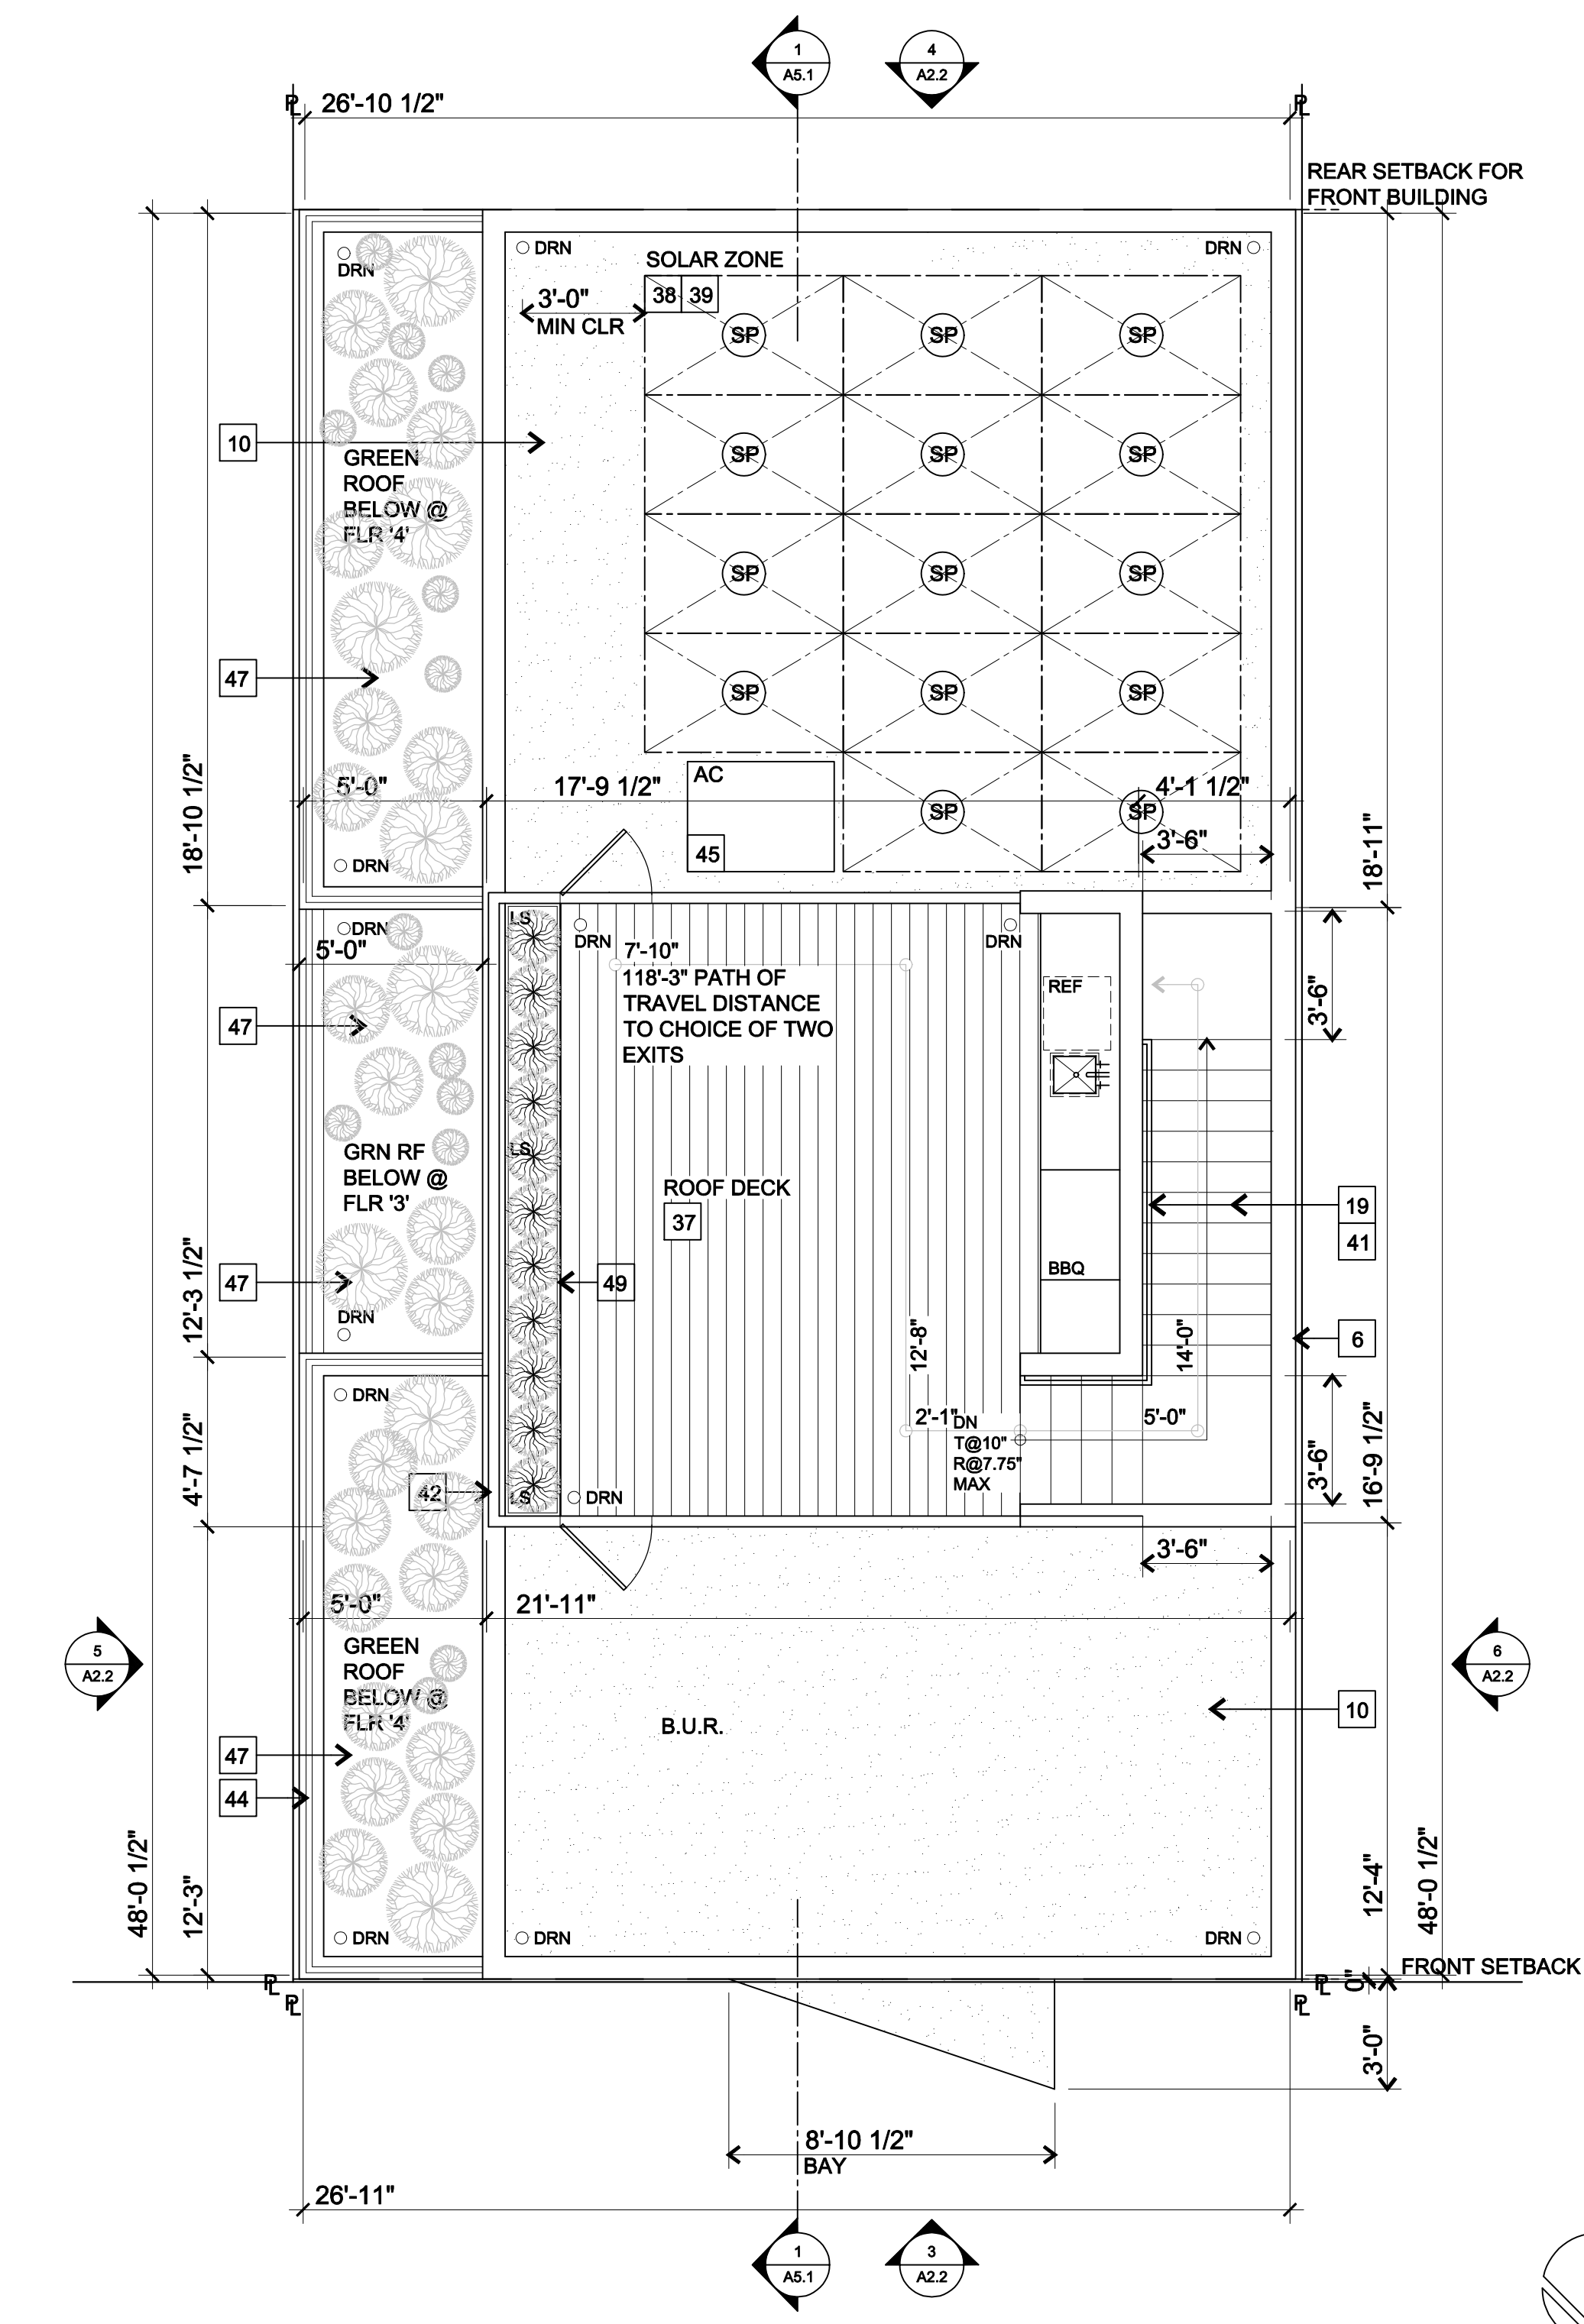 1
A5.1
4
A2.2
PL
26'-10 1/2"
PL
REAR SETBACK FOR
FRONT BUILDING
DRN
DRN
DRN
SOLAR ZONE
38 39
3'-0"
MIN CLR
SP SP SP
10
GREEN
ROOF
BELOW @
FLR '4'
SP SP SP
SP SP SP
47
SP SP SP
5'-0"
17'-9 1/2"
AC
45
SP SP
4'-1 1/2"
3'-6"
18'-10 1/2"
18'-11"
DRN
DRN
5'-0"
LS
DRN
DRN
7'-10"
118'-3" PATH OF
TRAVEL DISTANCE
TO CHOICE OF TWO
EXITS
REF
3'-6"
47
GRN RF
BELOW @
FLR '3'
LS
ROOF DECK
37
19
41
47
49
BBQ
12'-3 1/2"
DRN
12'-8"
14'-0"
6
DRN
2'-1"
DN
T@10"
R@7.75"
MAX
5'-0"
3'-6"
16'-9 1/2"
4'-7 1/2"
42
LS
DRN
3'-6"
5'-0"
21'-11"
5
A2.2
GREEN
ROOF
BELOW @
FLR '4'
6
A2.2
10
B.U.R.
47
44
48'-0 1/2"
12'-3"
12'-4"
48'-0 1/2"
DRN
DRN
DRN
FRONT SETBACK
PL
PL
PL
PL
0"
3'-0"
8'-10 1/2"
BAY
26'-11"
1
A5.1
3
A2.2